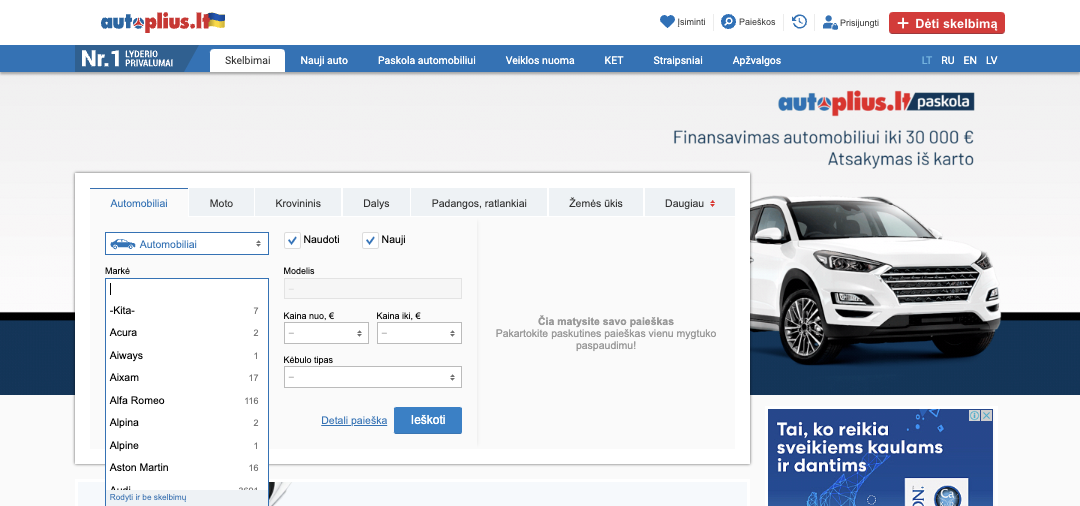 autoplius.lt
Įsiminti
Paieškos
Prisijungti
Dėti skelbimą
Nr.1 LYDERIO
PRIVALUMAI
Skelbimai
Nauji auto
Paskola automobiliui
Veiklos nuoma
KET
Straipsniai
Apžvalgos
LT RU EN LV
autoplius.lt paskola
Finansavimas automobiliui iki 30 000 €
Atsakymas iš karto
Automobiliai
Moto
Krovininis
Dalys
Padangos, ratlankiai
Žemės ūkis
Daugiau
Automobiliai
Naudoti
Nauji
Markė
-Kita- 7
Acura 2
Aiways 1
Aixam 17
Alfa Romeo 116
Alpina 2
Alpine 1
Aston Martin 16
Audi
Rodyti ir be skelbimų
Modelis
–
Kaina nuo, €
–
Kaina iki, €
–
Kėbulo tipas
–
Detali paieška
Ieškoti
Čia matysite savo paieškas
Pakartokite paskutines paieškas vienu mygtuko
paspaudimu!
Tai, ko reikia
sveikiems kaulams
ir dantims
Ca